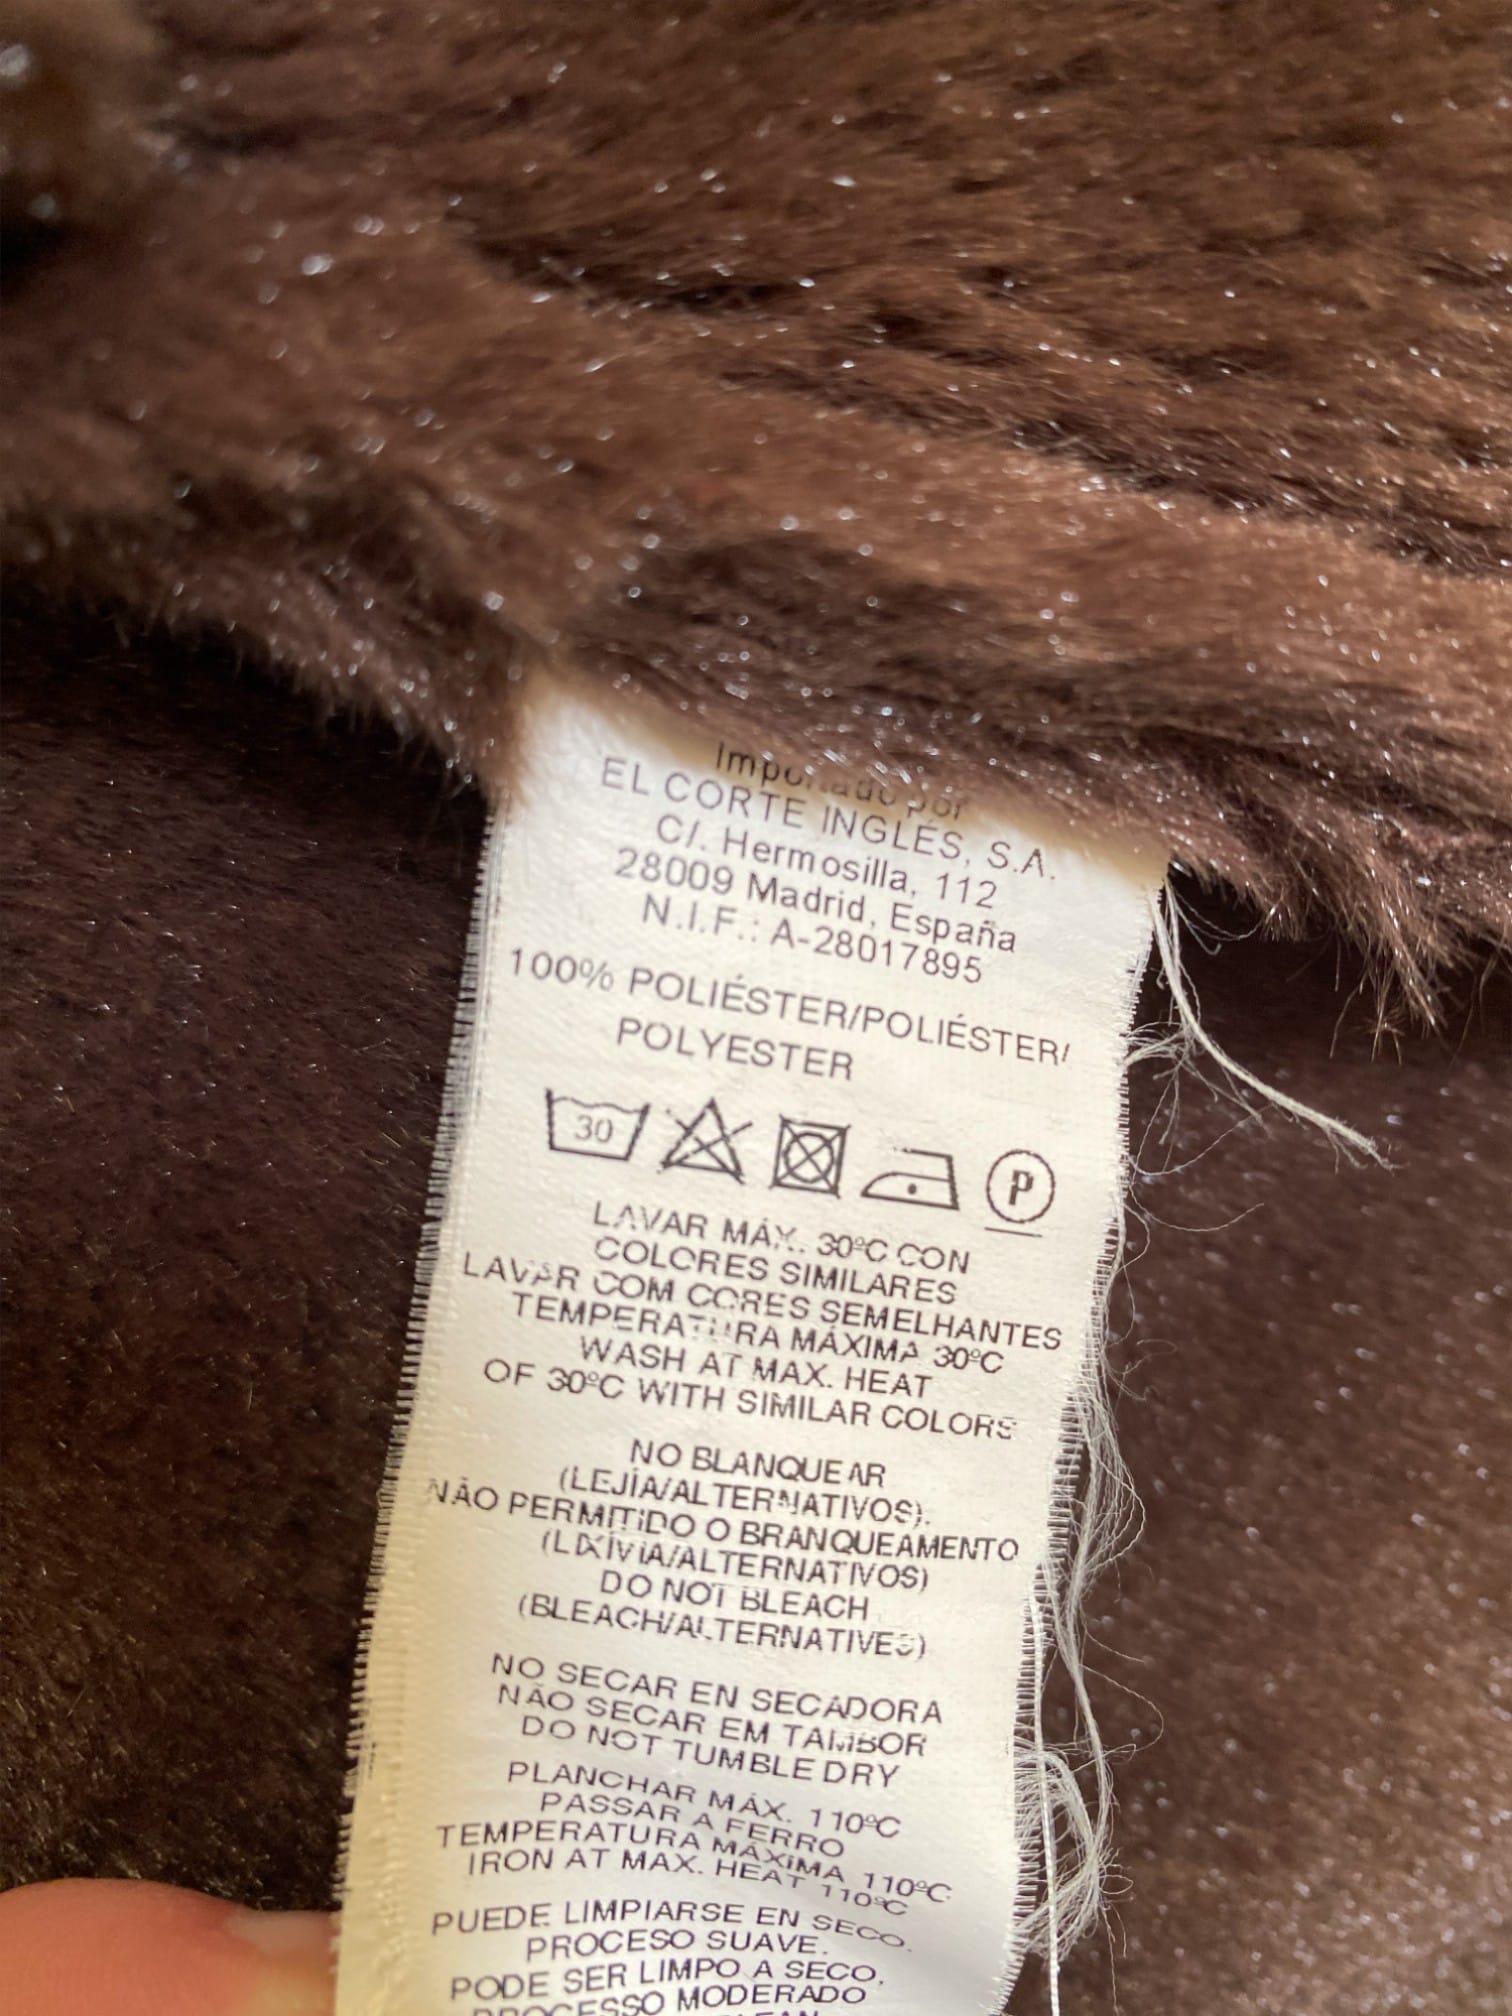 Importado por
EL CORTE INGLÉS, S.A.
C/. Hermosilla, 112
28009 Madrid, España
N.I.F.: A-28017895
100% POLIÉSTER/POLIÉSTER/
POLYESTER
30
P
LAVAR MÁX. 30ºC CON
COLORES SIMILARES
LAVAR COM CORES SEMELHANTES
TEMPERATURA MÁXIMA 30ºC
WASH AT MAX. HEAT
OF 30ºC WITH SIMILAR COLORS
NO BLANQUEAR
(LEJÍA/ALTERNATIVOS).
NÃO PERMITIDO O BRANQUEAMENTO
(LIXÍVIA/ALTERNATIVOS)
DO NOT BLEACH
(BLEACH/ALTERNATIVES)
NO SECAR EN SECADORA
NÃO SECAR EM TAMBOR
DO NOT TUMBLE DRY
PLANCHAR MÁX. 110ºC
PASSAR A FERRO
TEMPERATURA MÁXIMA 110ºC
IRON AT MAX. HEAT 110ºC
PUEDE LIMPIARSE EN SECO.
PROCESO SUAVE.
PODE SER LIMPO A SECO.
PROCESSO MODERADO